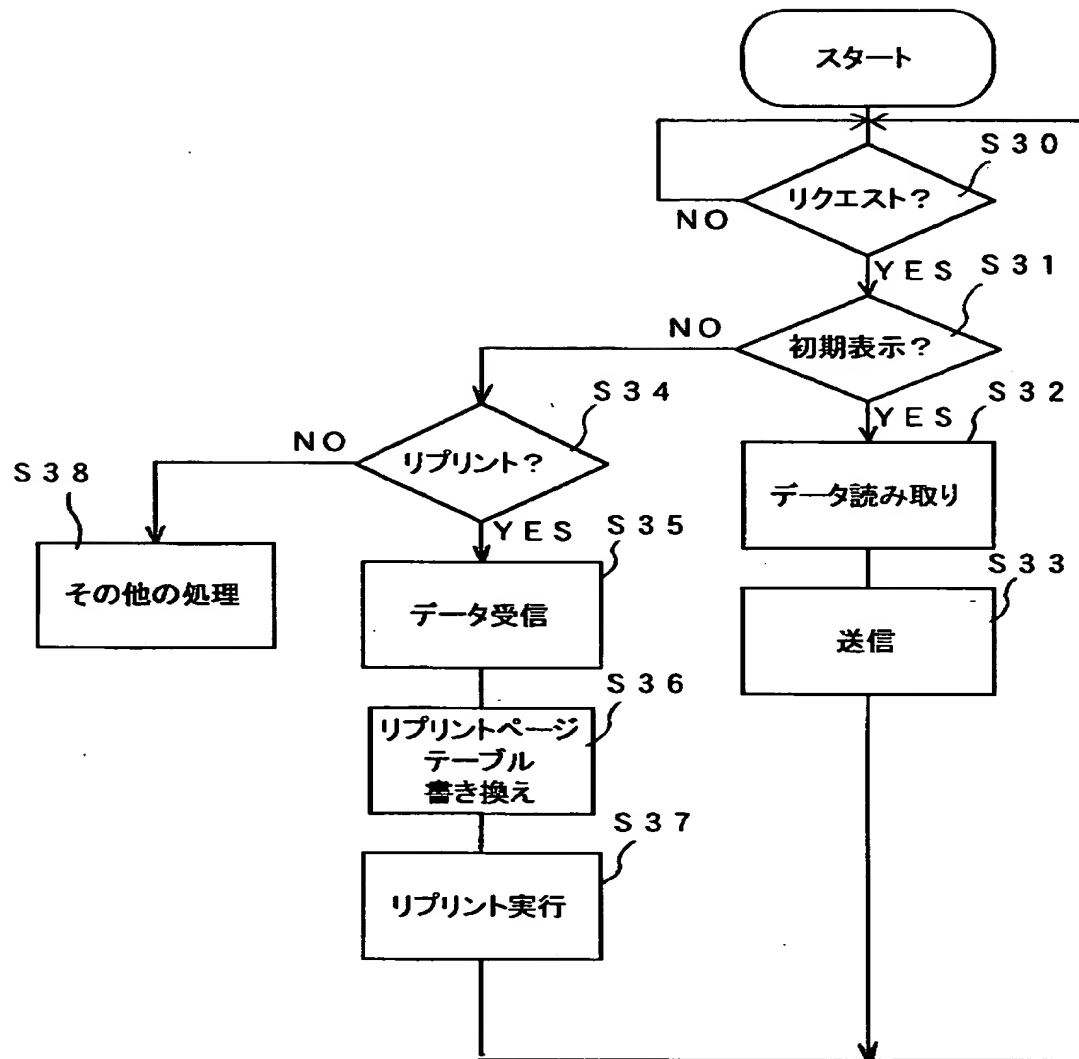 スタート
S30
リクエスト?
NO
YES
S31
初期表示?
NO
YES
S32
データ読み取り
S33
送信
S34
リプリント?
NO
YES
S38
その他の処理
S35
データ受信
S36
リプリントページ
テーブル
書き換え
S37
リプリント実行